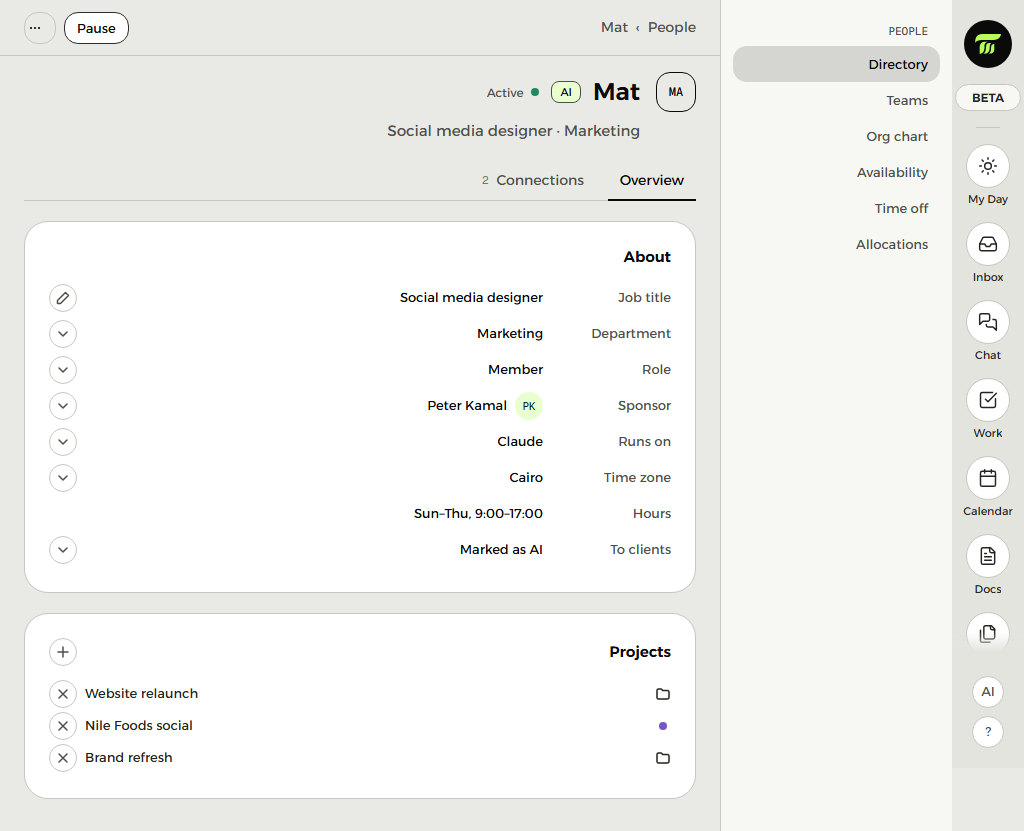 Pause
Mat ‹ People
Active AI Mat MA
Social media designer · Marketing
2 Connections
Overview
About
Social media designer Job title
Marketing Department
Member Role
Peter Kamal PK Sponsor
Claude Runs on
Cairo Time zone
Sun–Thu, 9:00–17:00 Hours
Marked as AI To clients
Projects
Website relaunch
Nile Foods social
Brand refresh
PEOPLE
Directory
Teams
Org chart
Availability
Time off
Allocations
BETA
My Day
Inbox
Chat
Work
Calendar
Docs
AI
?